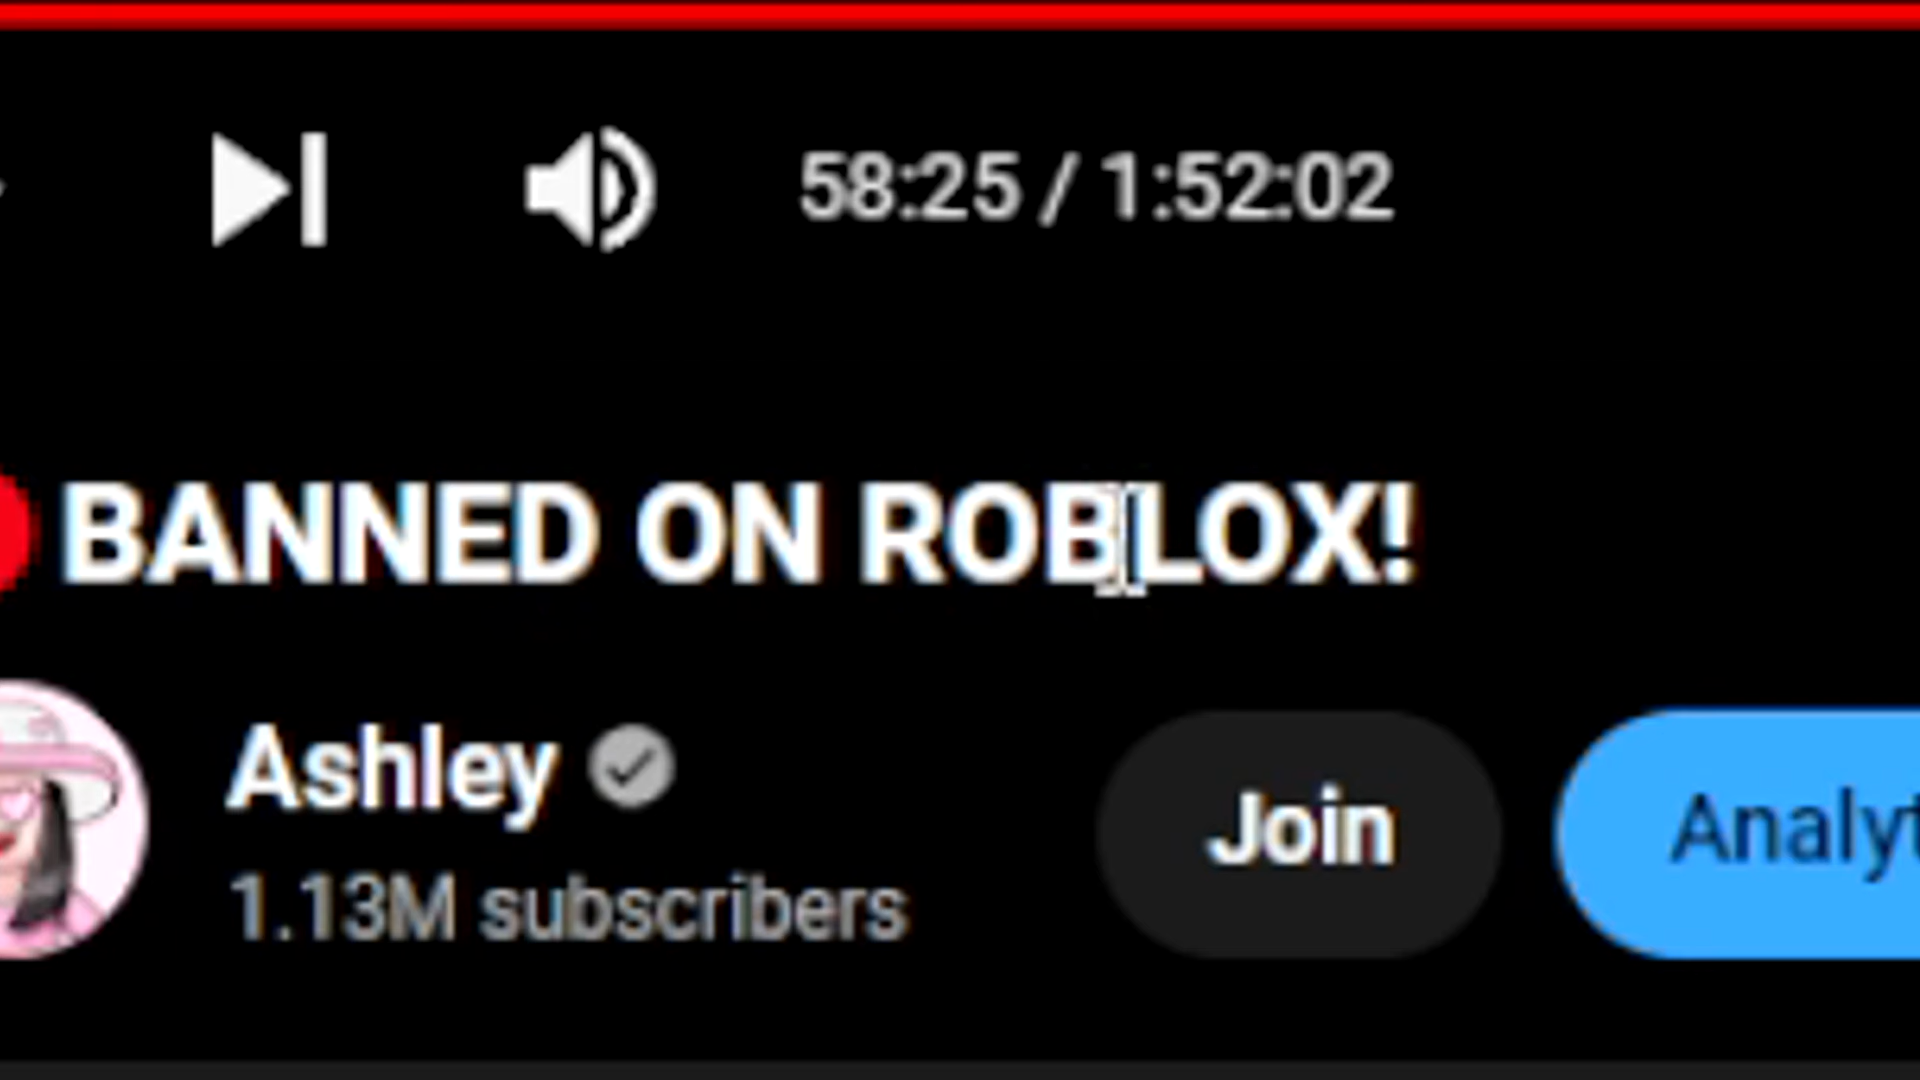 58:25 / 1:52:02
BANNED ON ROBLOX!
Ashley
1.13M subscribers
Join
Analyt